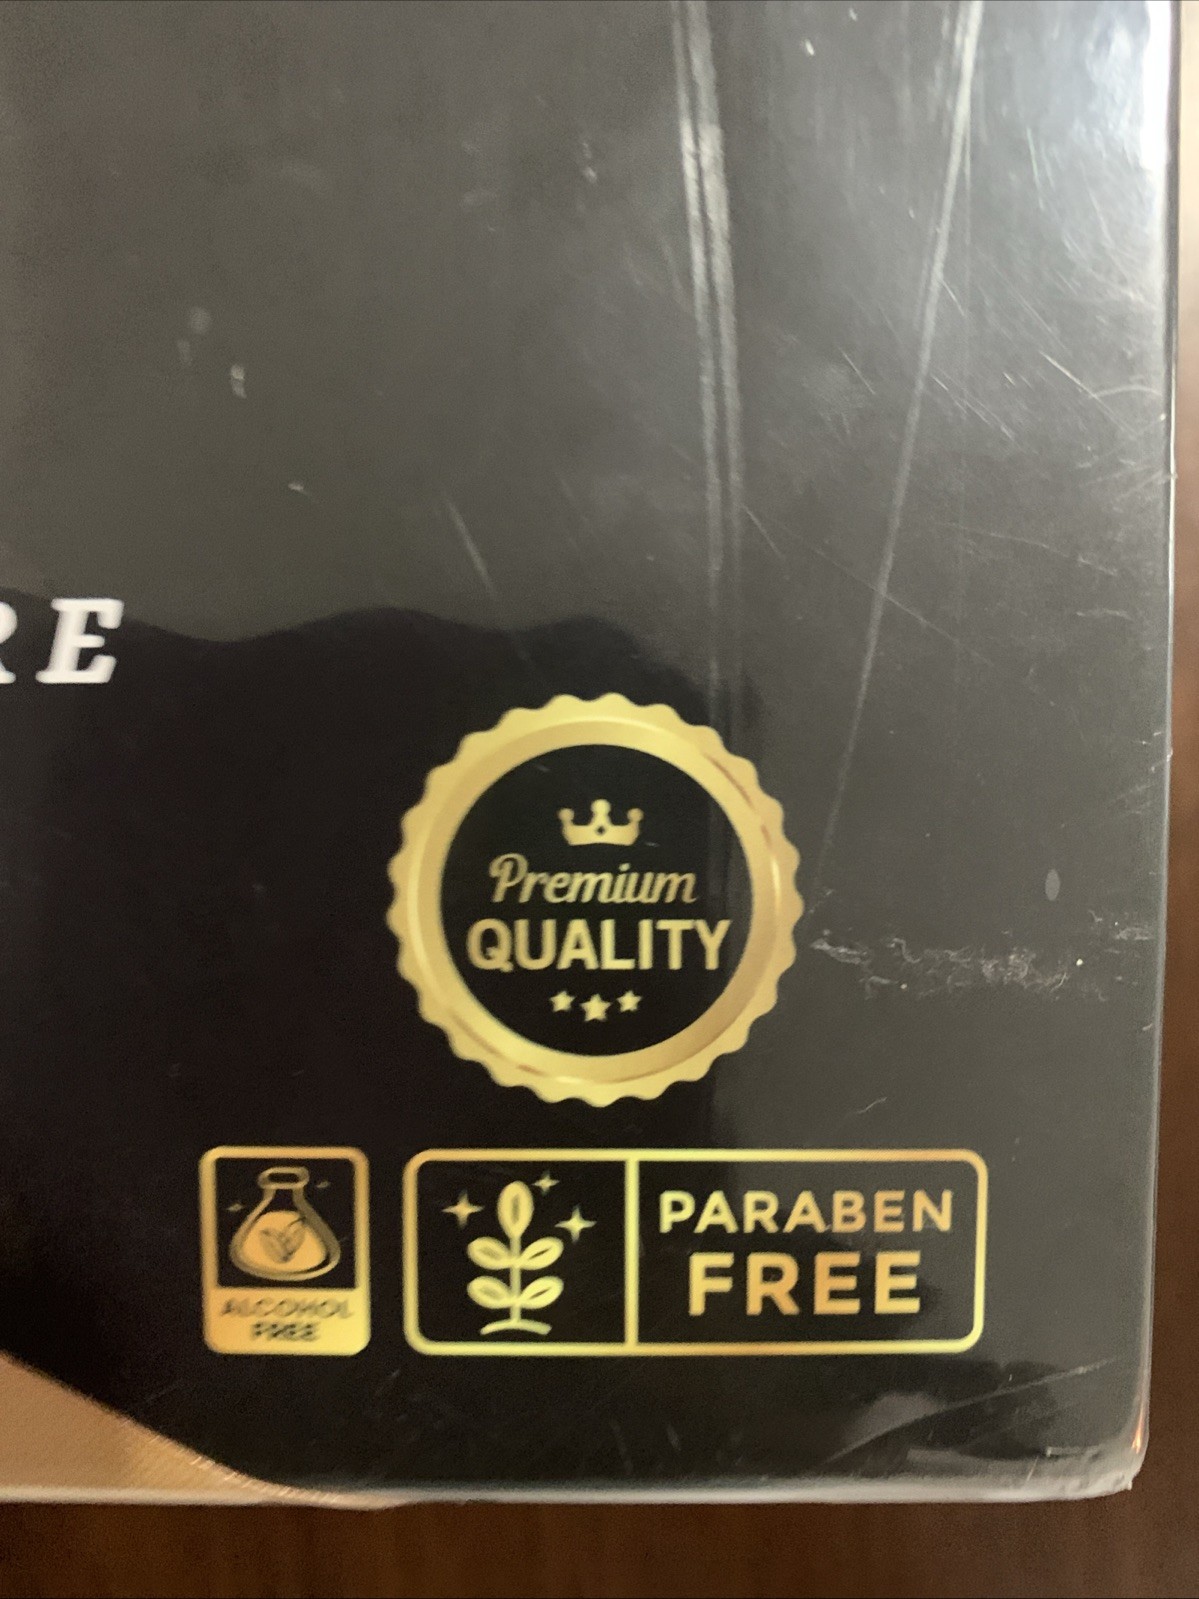 RE
Premium
QUALITY
ALCOHOL
FREE
PARABEN
FREE